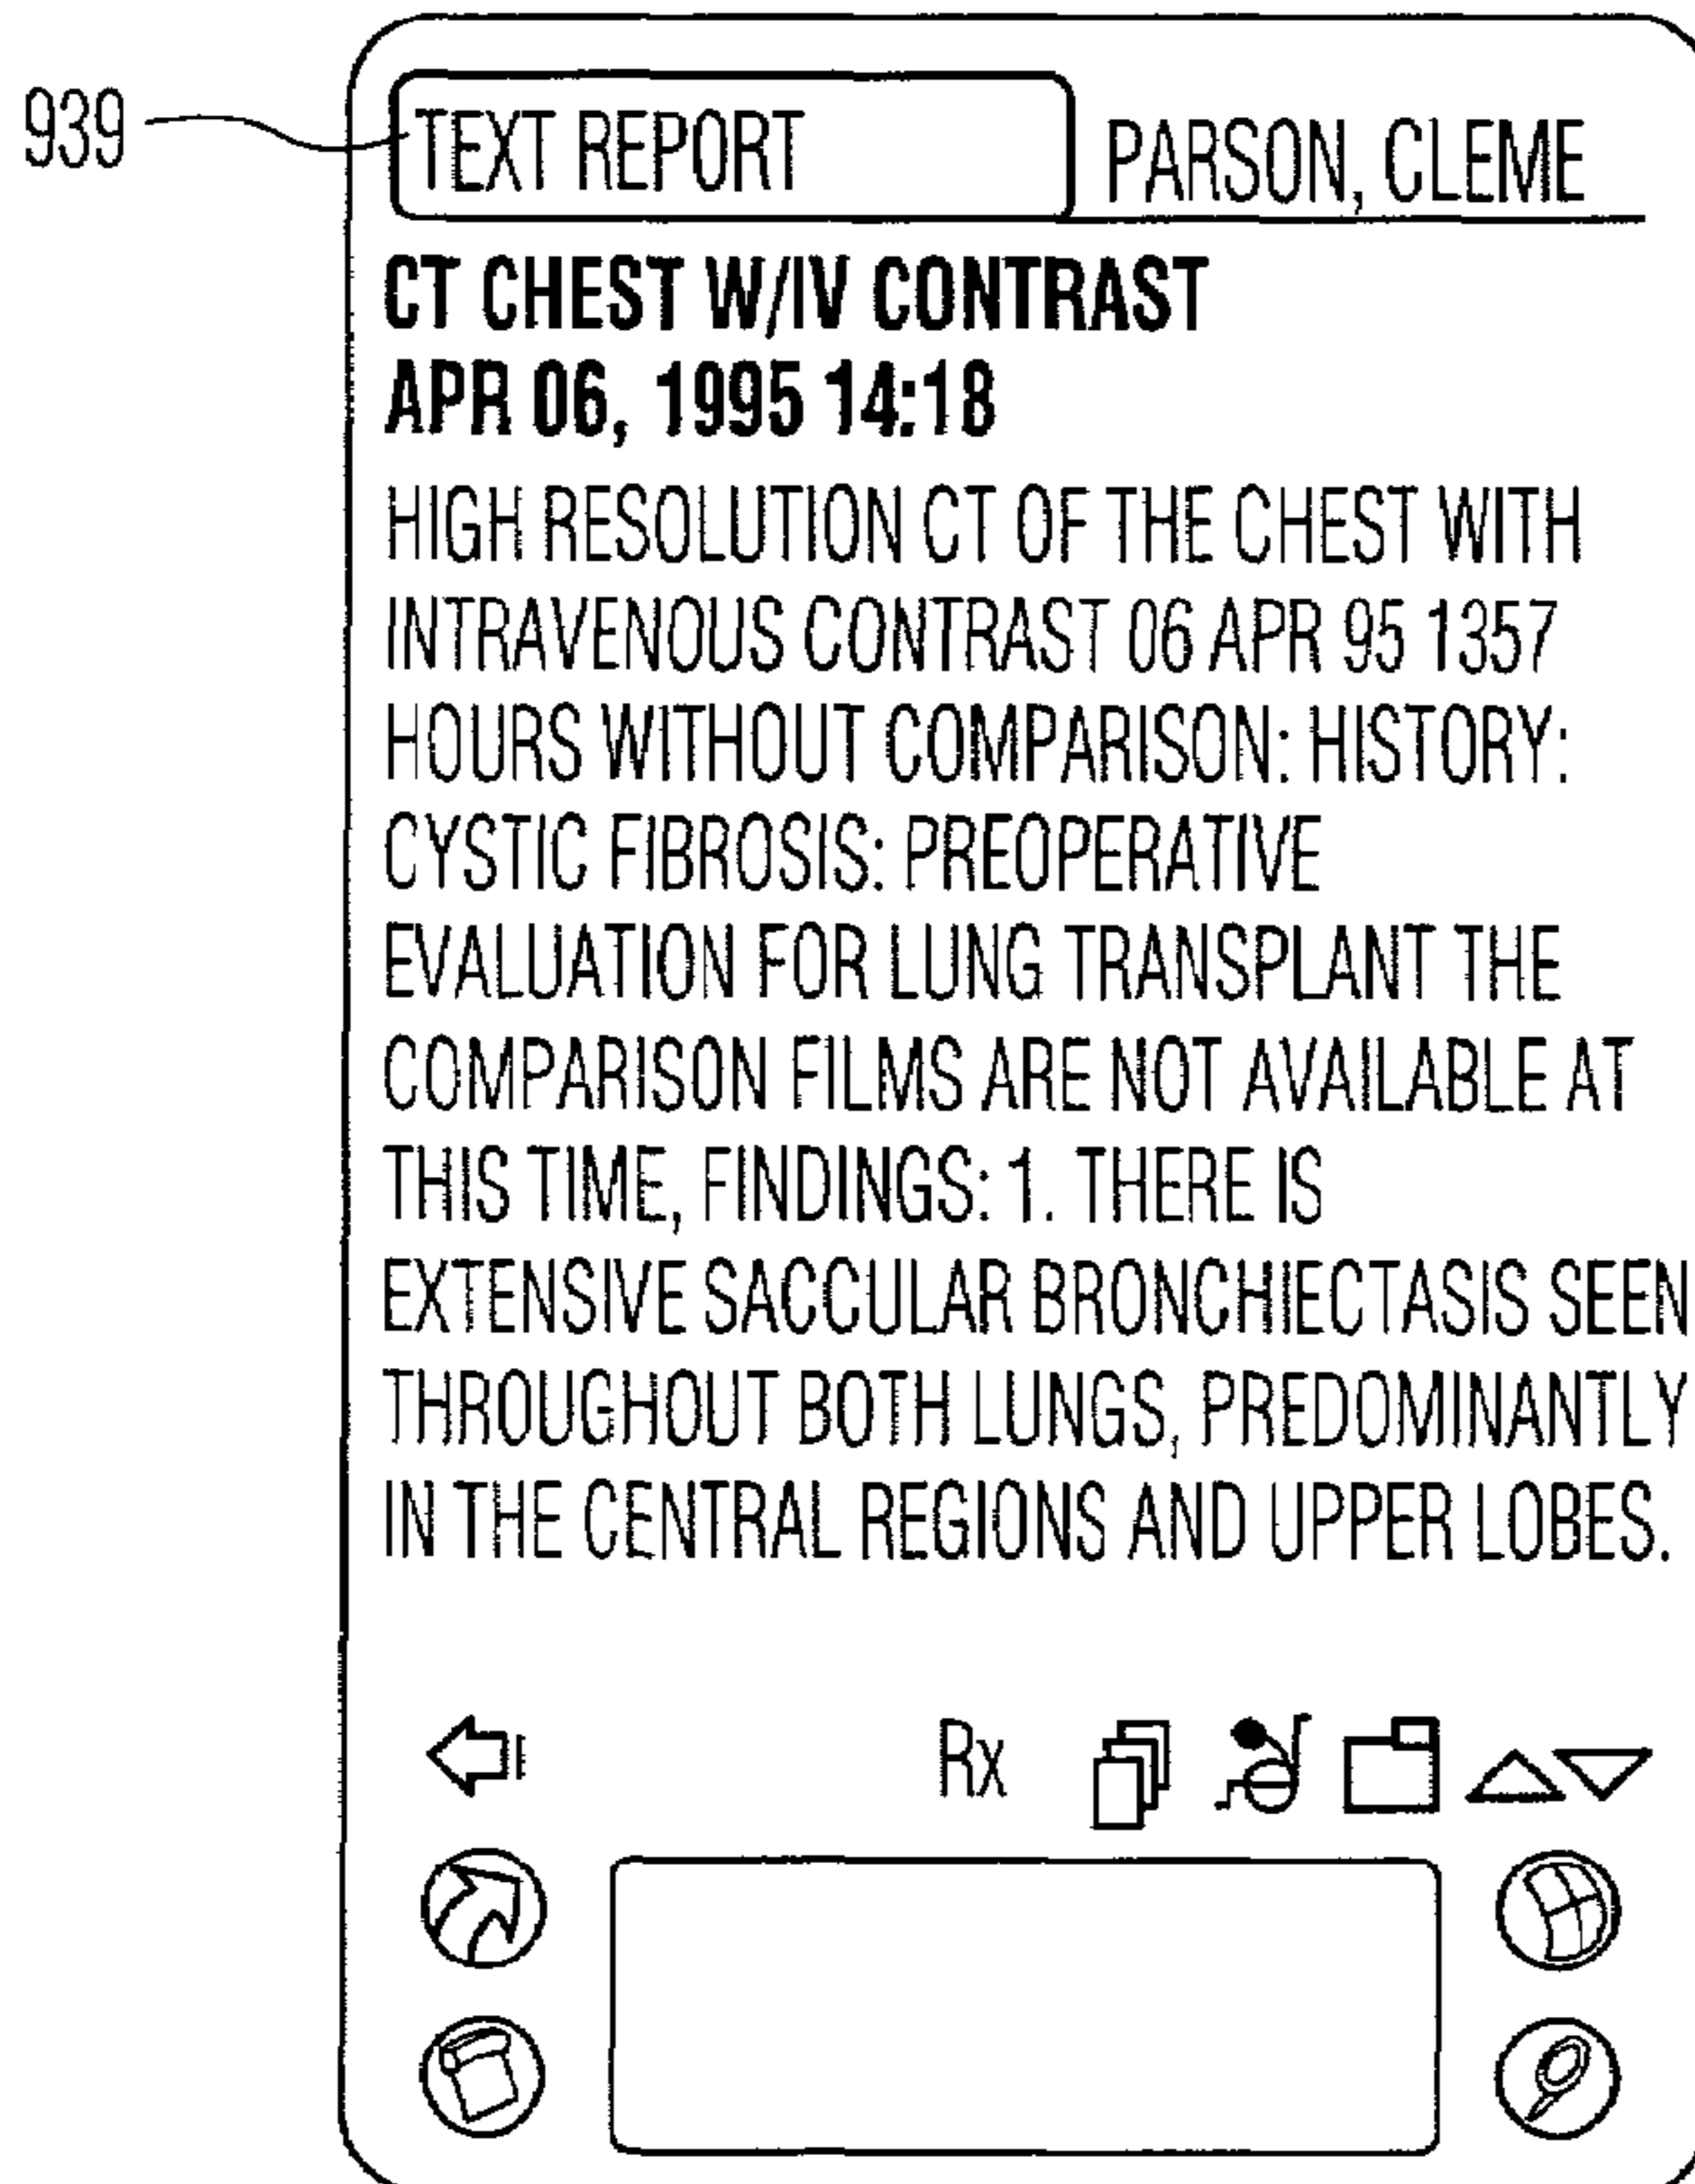 939
TEXT REPORT PARSON, CLEME
CT CHEST W/IV CONTRAST
APR 06, 1995 14:18
HIGH RESOLUTION CT OF THE CHEST WITH
INTRAVENOUS CONTRAST 06 APR 95 1357
HOURS WITHOUT COMPARISON: HISTORY:
CYSTIC FIBROSIS: PREOPERATIVE
EVALUATION FOR LUNG TRANSPLANT THE
COMPARISON FILMS ARE NOT AVAILABLE AT
THIS TIME, FINDINGS: 1. THERE IS
EXTENSIVE SACCULAR BRONCHIECTASIS SEEN
THROUGHOUT BOTH LUNGS, PREDOMINANTLY
IN THE CENTRAL REGIONS AND UPPER LOBES.
Rx